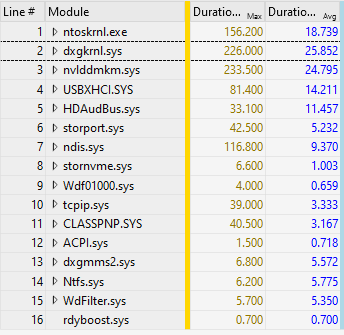 Line # Module Duratio... Max Duratio... Avg
1 ntoskrnl.exe 156.200 18.739
2 dxgkrnl.sys 226.000 25.852
3 nvlddmkm.sys 233.500 24.795
4 USBXHCI.SYS 81.400 14.211
5 HDAudBus.sys 33.100 11.457
6 storport.sys 42.500 5.232
7 ndis.sys 116.800 9.370
8 stornvme.sys 6.600 1.003
9 Wdf01000.sys 4.000 0.659
10 tcpip.sys 39.000 3.333
11 CLASSPNP.SYS 40.500 3.167
12 ACPI.sys 1.500 0.718
13 dxgmms2.sys 6.800 5.572
14 Ntfs.sys 6.200 5.775
15 WdFilter.sys 5.700 5.350
16 rdyboost.sys 0.700 0.700